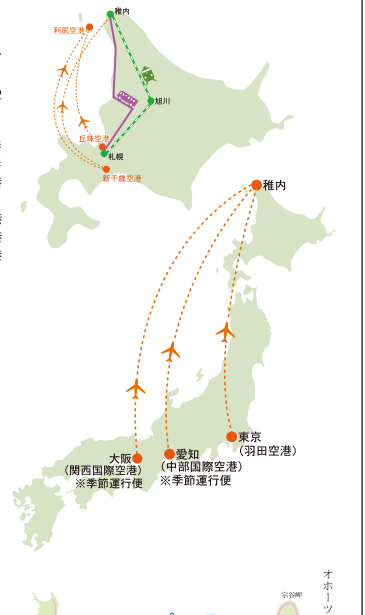 稚内
利尻空港
旭川
丘珠空港
札幌
新千歳空港
稚内
東京
（羽田空港）
愛知
（中部国際空港）
※季節運行便
大阪
（関西国際空港）
※季節運行便
オホーツ
宗谷岬